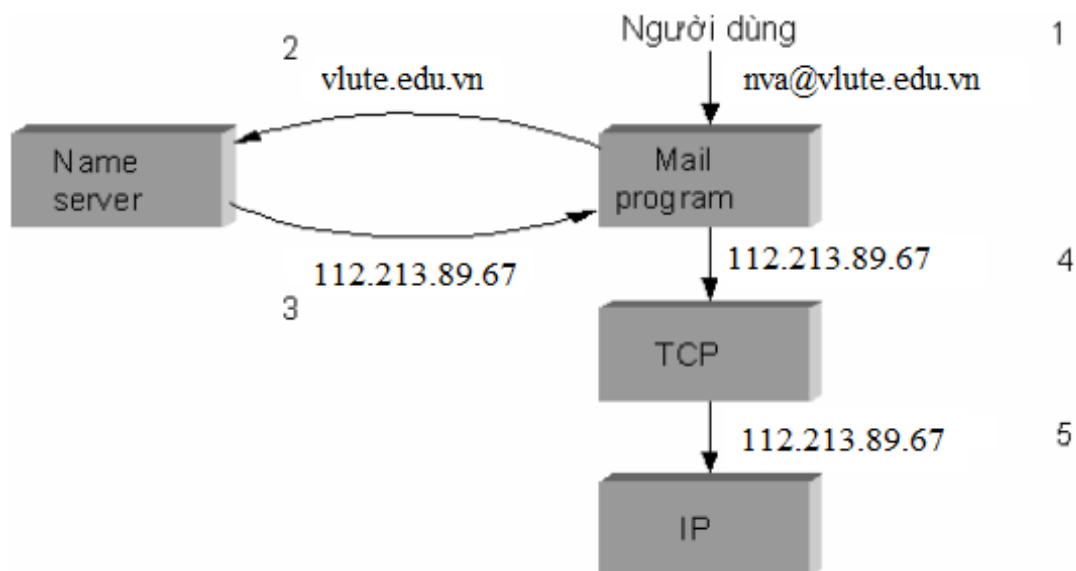 Người dùng
1
2
vlute.edu.vn
nva@vlute.edu.vn
Name
server
Mail
program
112.213.89.67
3
112.213.89.67
4
TCP
112.213.89.67
5
IP